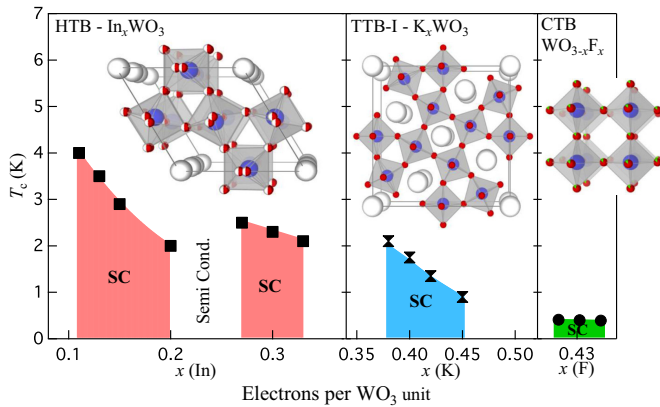 HTB - InₓWO₃
TTB-I - KₓWO₃
CTB
WO₃₋ₓFₓ
7
6
5
4
3
2
1
0
T_c (K)
SC
Semi Cond.
SC
SC
SC
0.1
0.2
0.3
0.35
0.40
0.45
0.50
0.43
x (In)
x (K)
x (F)
Electrons per WO₃ unit